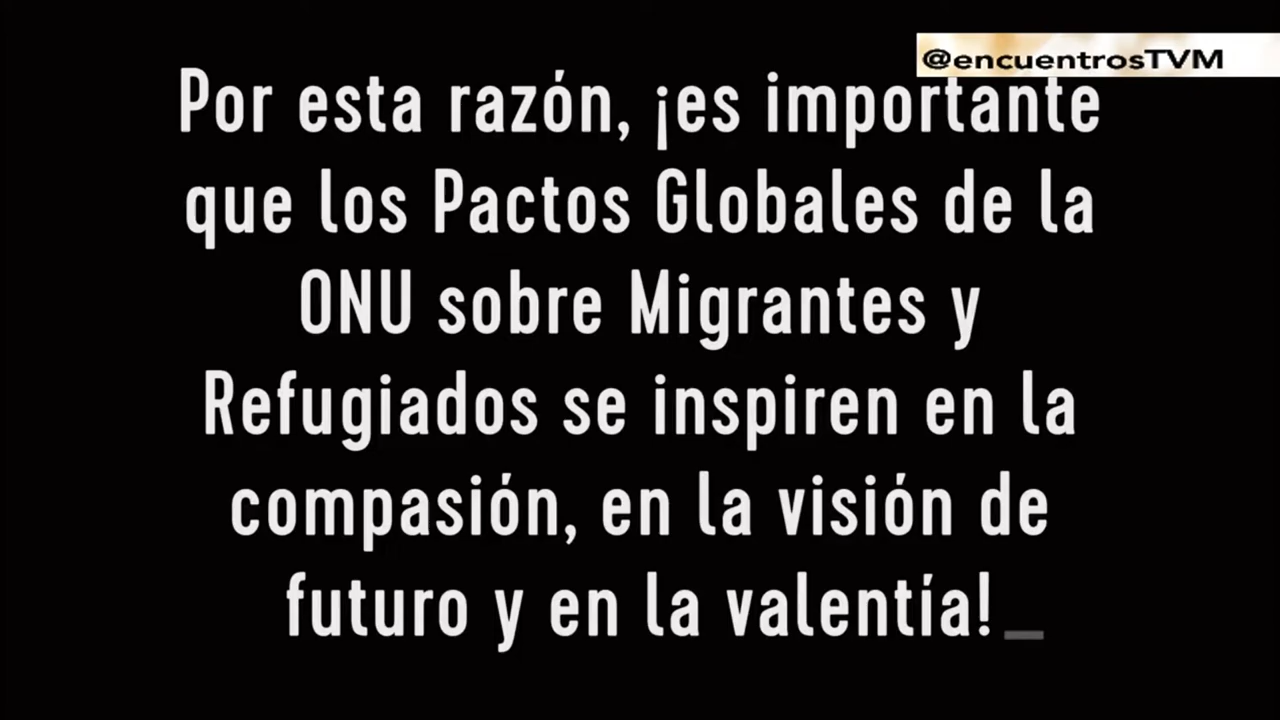 @encuentrosTVM
Por esta razón, ¡es importante
que los Pactos Globales de la
ONU sobre Migrantes y
Refugiados se inspiren en la
compasión, en la visión de
futuro y en la valentía!_